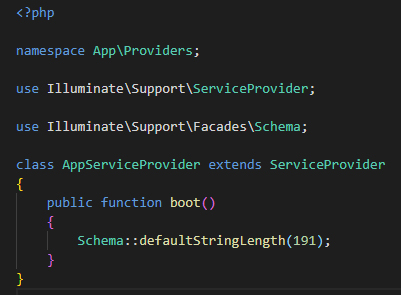 <?php
namespace App\Providers;
use Illuminate\Support\ServiceProvider;
use Illuminate\Support\Facades\Schema;
class AppServiceProvider extends ServiceProvider
{
    public function boot()
    {
        Schema::defaultStringLength(191);
    }
}